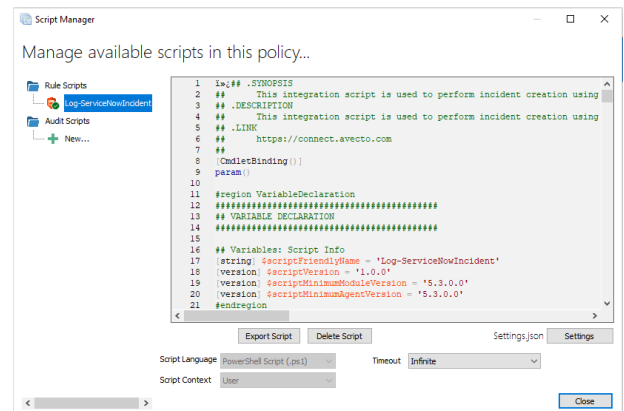 Script Manager
Manage available scripts in this policy...
Rule Scripts
Log-ServiceNowIncident
Audit Scripts
New...
1 ï»¿## .SYNOPSIS
2 ## This integration script is used to perform incident creation using
3 ## .DESCRIPTION
4 ## This integration script is used to perform incident creation using
5 ## .LINK
6 ## https://connect.avecto.com
7 ##
8 [CmdletBinding()]
9 param()
10
11 #region VariableDeclaration
12 ##########################################
13 ## VARIABLE DECLARATION
14 ##########################################
15
16 ## Variables: Script Info
17 [string] $scriptFriendlyName = 'Log-ServiceNowIncident'
18 [version] $scriptVersion = '1.0.0'
19 [version] $scriptMinimumModuleVersion = '5.3.0.0'
20 [version] $scriptMinimumAgentVersion = '5.3.0.0'
21 #endregion
Export Script Delete Script Settings.json Settings
Script Language PowerShell Script (.ps1) Timeout Infinite
Script Context User
Close